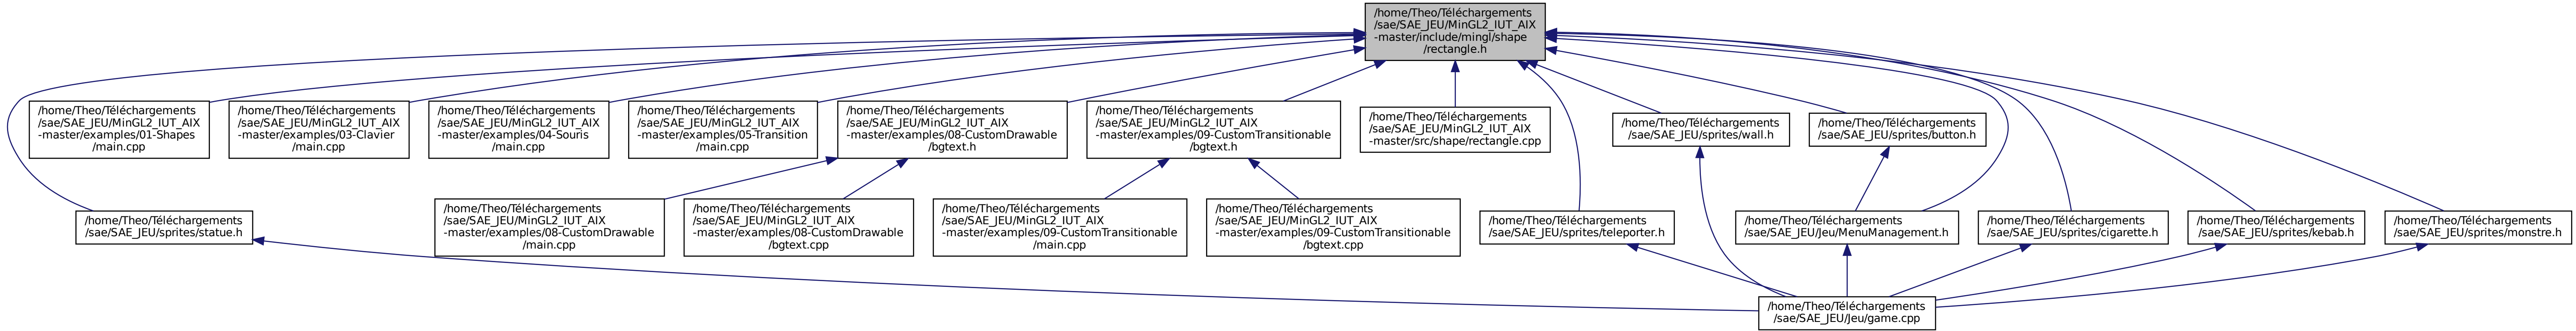 /home/Theo/Téléchargements
/sae/SAE_JEU/MinGL2_IUT_AIX
-master/include/mingl/shape
/rectangle.h
/home/Theo/Téléchargements
/sae/SAE_JEU/MinGL2_IUT_AIX
-master/examples/01-Shapes
/main.cpp
/home/Theo/Téléchargements
/sae/SAE_JEU/MinGL2_IUT_AIX
-master/examples/03-Clavier
/main.cpp
/home/Theo/Téléchargements
/sae/SAE_JEU/MinGL2_IUT_AIX
-master/examples/04-Souris
/main.cpp
/home/Theo/Téléchargements
/sae/SAE_JEU/MinGL2_IUT_AIX
-master/examples/05-Transition
/main.cpp
/home/Theo/Téléchargements
/sae/SAE_JEU/MinGL2_IUT_AIX
-master/examples/08-CustomDrawable
/bgtext.h
/home/Theo/Téléchargements
/sae/SAE_JEU/MinGL2_IUT_AIX
-master/examples/09-CustomTransitionable
/bgtext.h
/home/Theo/Téléchargements
/sae/SAE_JEU/MinGL2_IUT_AIX
-master/src/shape/rectangle.cpp
/home/Theo/Téléchargements
/sae/SAE_JEU/sprites/wall.h
/home/Theo/Téléchargements
/sae/SAE_JEU/sprites/button.h
/home/Theo/Téléchargements
/sae/SAE_JEU/sprites/statue.h
/home/Theo/Téléchargements
/sae/SAE_JEU/MinGL2_IUT_AIX
-master/examples/08-CustomDrawable
/main.cpp
/home/Theo/Téléchargements
/sae/SAE_JEU/MinGL2_IUT_AIX
-master/examples/08-CustomDrawable
/bgtext.cpp
/home/Theo/Téléchargements
/sae/SAE_JEU/MinGL2_IUT_AIX
-master/examples/09-CustomTransitionable
/main.cpp
/home/Theo/Téléchargements
/sae/SAE_JEU/MinGL2_IUT_AIX
-master/examples/09-CustomTransitionable
/bgtext.cpp
/home/Theo/Téléchargements
/sae/SAE_JEU/sprites/teleporter.h
/home/Theo/Téléchargements
/sae/SAE_JEU/Jeu/MenuManagement.h
/home/Theo/Téléchargements
/sae/SAE_JEU/sprites/cigarette.h
/home/Theo/Téléchargements
/sae/SAE_JEU/sprites/kebab.h
/home/Theo/Téléchargements
/sae/SAE_JEU/sprites/monstre.h
/home/Theo/Téléchargements
/sae/SAE_JEU/Jeu/game.cpp